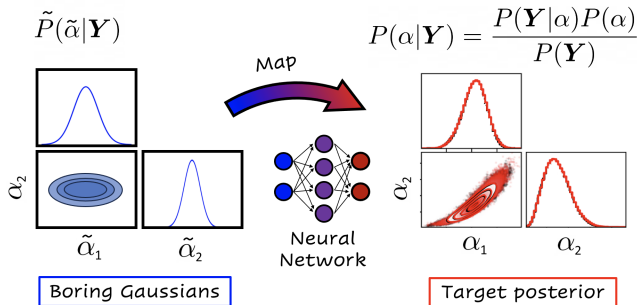 P̃(α̃|Y)
Map
P(α|Y) = P(Y|α)P(α) / P(Y)
α₂
α̃₁
α̃₂
Neural
Network
α₂
α₁
α₂
Boring Gaussians
Target posterior